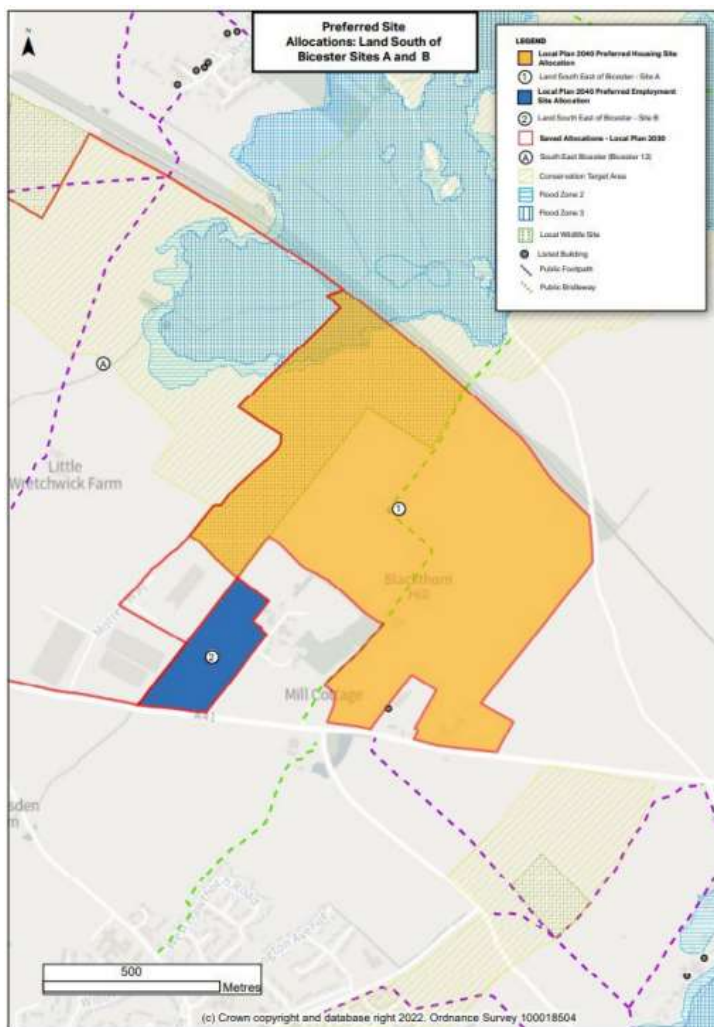 Preferred Site
Allocations: Land South of
Bicester Sites A and B
N
LEGEND
Local Plan 2040 Preferred Housing Site
Allocation
1 Land South East of Bicester - Site A
Local Plan 2040 Preferred Employment
Site Allocation
2 Land South East of Bicester - Site B
Saved Allocations - Local Plan 2030
A South East Bicester (Bicester 12)
Conservation Target Area
Flood Zone 2
Flood Zone 3
Local Wildlife Site
Listed Building
Public Footpath
Public Bridleway
A
Little
Wretchwick Farm
1
Blackthorn
Hill
2
Mill Cottage
A41
500
Metres
(c) Crown copyright and database right 2022. Ordnance Survey 100018504